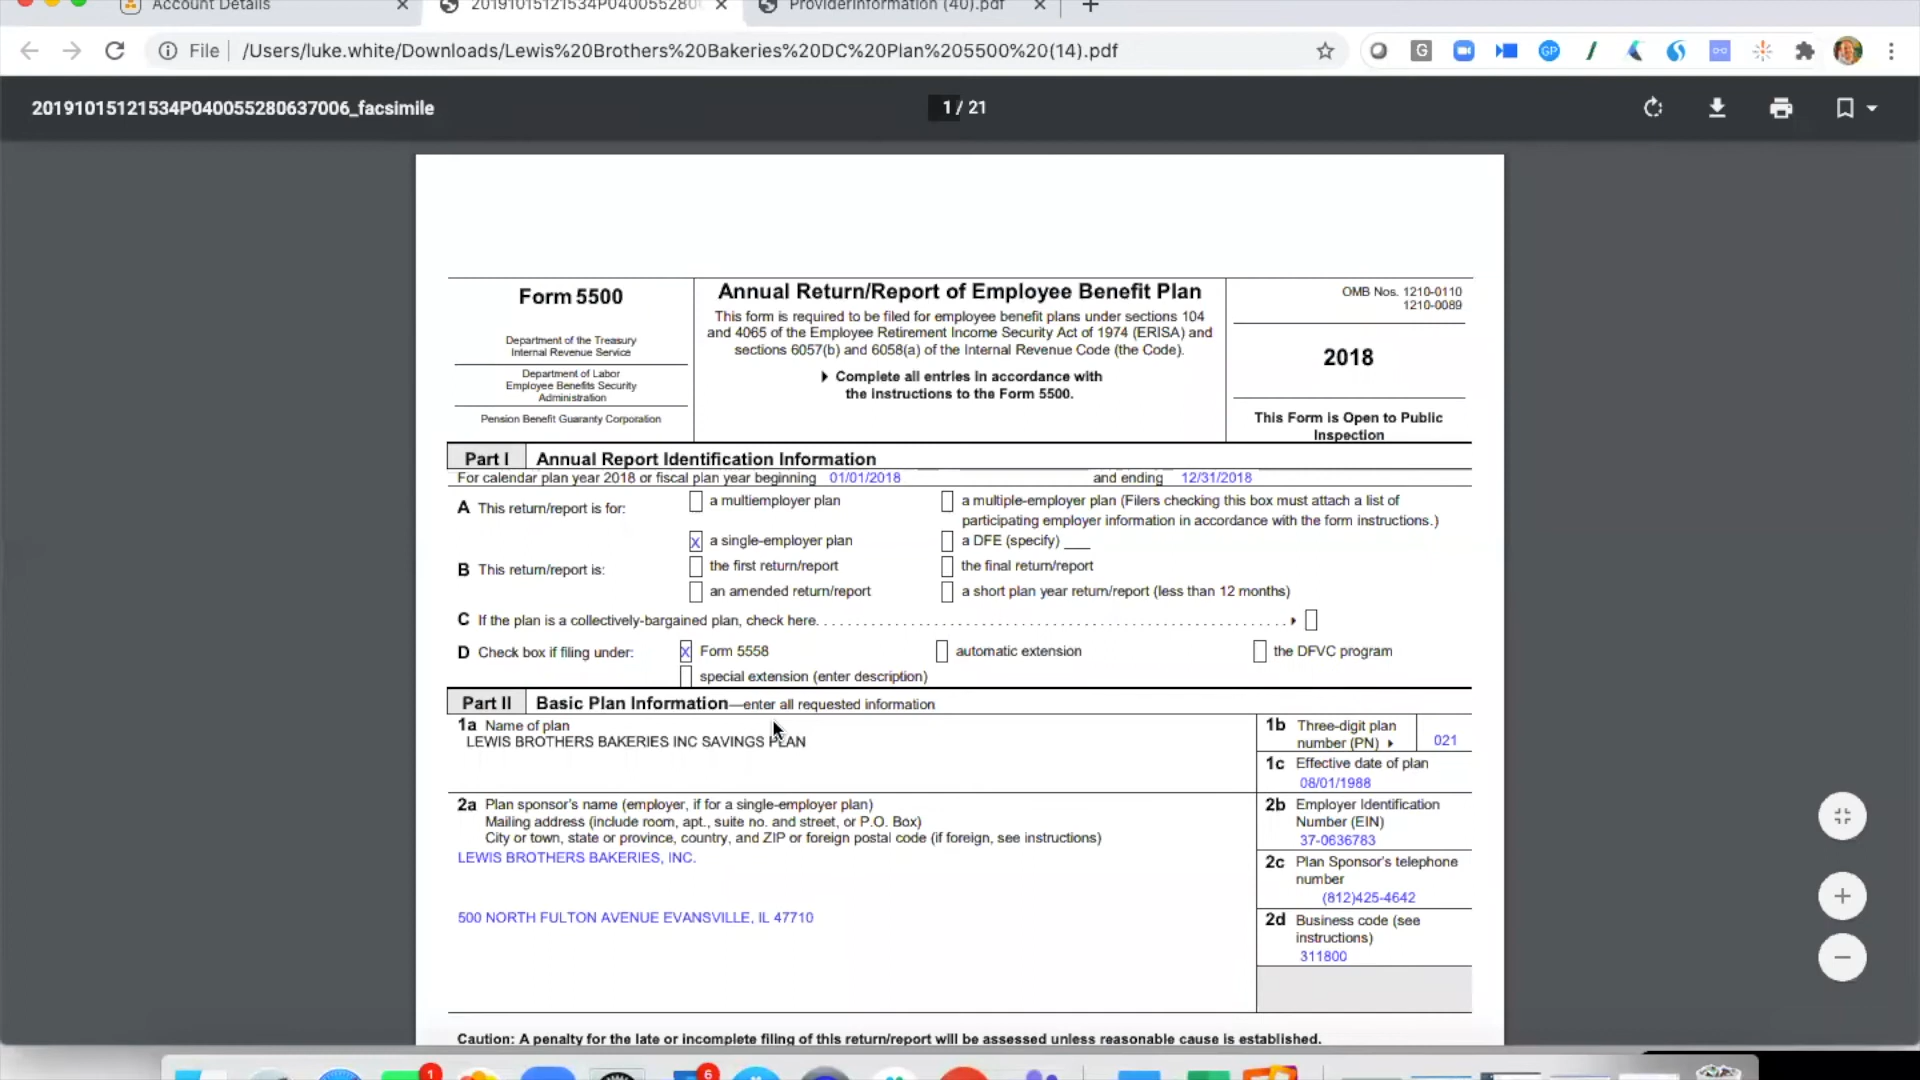 Account Details
20191015121534P0400552806
ProviderInformation (40).pdf
File
/Users/luke.white/Downloads/Lewis%20Brothers%20Bakeries%20DC%20Plan%205500%20(14).pdf
20191015121534P040055280637006_facsimile
1 / 21
Form 5500
Department of the Treasury
Internal Revenue Service
Department of Labor
Employee Benefits Security
Administration
Pension Benefit Guaranty Corporation
Annual Return/Report of Employee Benefit Plan
This form is required to be filed for employee benefit plans under sections 104
and 4065 of the Employee Retirement Income Security Act of 1974 (ERISA) and
sections 6057(b) and 6058(a) of the Internal Revenue Code (the Code).
Complete all entries in accordance with
the instructions to the Form 5500.
OMB Nos. 1210-0110
1210-0089
2018
This Form is Open to Public
Inspection
Part I Annual Report Identification Information
For calendar plan year 2018 or fiscal plan year beginning 01/01/2018 and ending 12/31/2018
A This return/report is for:
a multiemployer plan
a multiple-employer plan (Filers checking this box must attach a list of
participating employer information in accordance with the form instructions.)
X a single-employer plan
a DFE (specify) ___
B This return/report is:
the first return/report
the final return/report
an amended return/report
a short plan year return/report (less than 12 months)
C If the plan is a collectively-bargained plan, check here.
D Check box if filing under:
X Form 5558
automatic extension
the DFVC program
special extension (enter description)
Part II Basic Plan Information—enter all requested information
1a Name of plan
LEWIS BROTHERS BAKERIES INC SAVINGS PLAN
1b Three-digit plan
number (PN) 021
1c Effective date of plan
08/01/1988
2a Plan sponsor's name (employer, if for a single-employer plan)
Mailing address (include room, apt., suite no. and street, or P.O. Box)
City or town, state or province, country, and ZIP or foreign postal code (if foreign, see instructions)
LEWIS BROTHERS BAKERIES, INC.
500 NORTH FULTON AVENUE EVANSVILLE, IL 47710
2b Employer Identification
Number (EIN)
37-0636783
2c Plan Sponsor's telephone
number
(812)425-4642
2d Business code (see
instructions)
311800
Caution: A penalty for the late or incomplete filing of this return/report will be assessed unless reasonable cause is established.
1
6